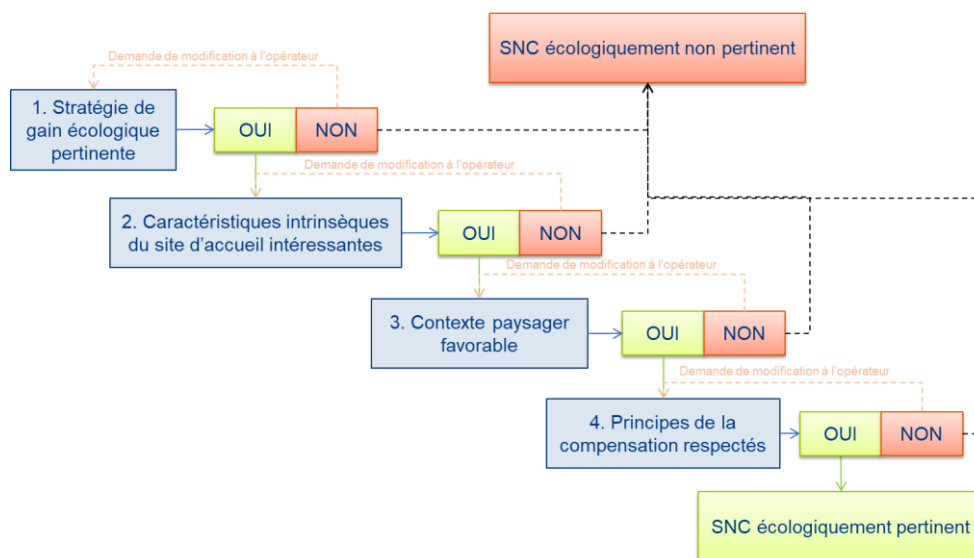 SNC écologiquement non pertinent
Demande de modification à l'opérateur
1. Stratégie de
gain écologique
pertinente
OUI
NON
Demande de modification à l'opérateur
2. Caractéristiques intrinsèques
du site d'accueil intéressantes
OUI
NON
Demande de modification à l'opérateur
3. Contexte paysager
favorable
OUI
NON
Demande de modification à l'opérateur
4. Principes de la
compensation respectés
OUI
NON
SNC écologiquement pertinent